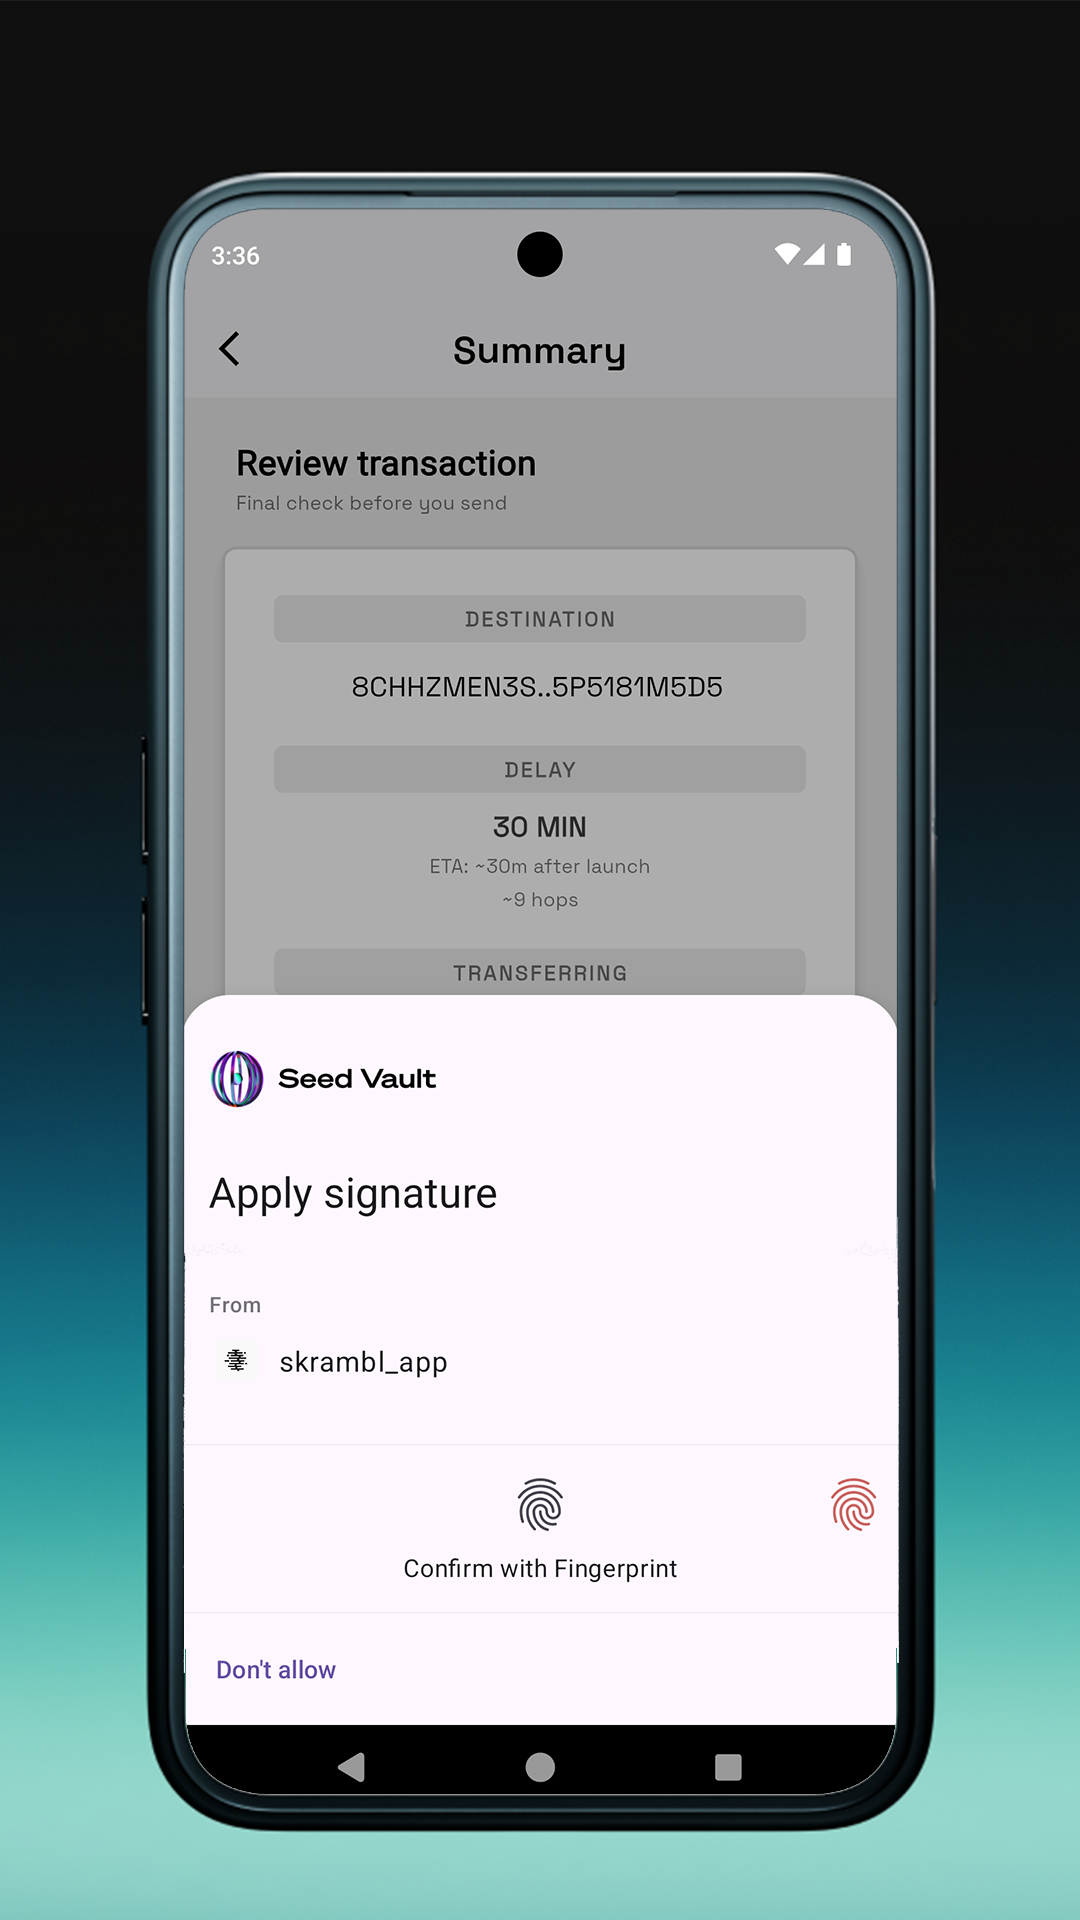 3:36
Summary
Review transaction
Final check before you send
DESTINATION
8CHHZMEN3S..5P5181M5D5
DELAY
30 MIN
ETA: ~30m after launch
~9 hops
TRANSFERRING
Seed Vault
Apply signature
From
skrambl_app
Confirm with Fingerprint
Don't allow